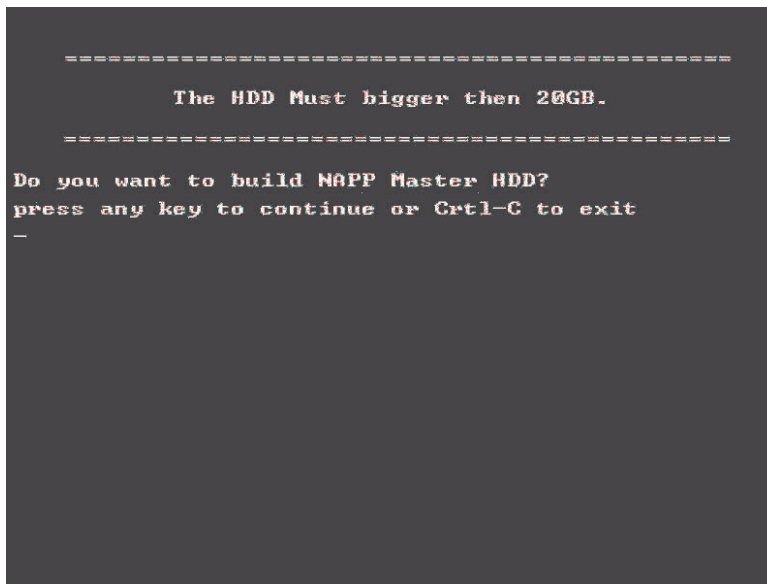 ===============================================
The HDD Must bigger then 20GB.
===============================================
Do you want to build NAPP Master HDD?
press any key to continue or Crtl-C to exit
_